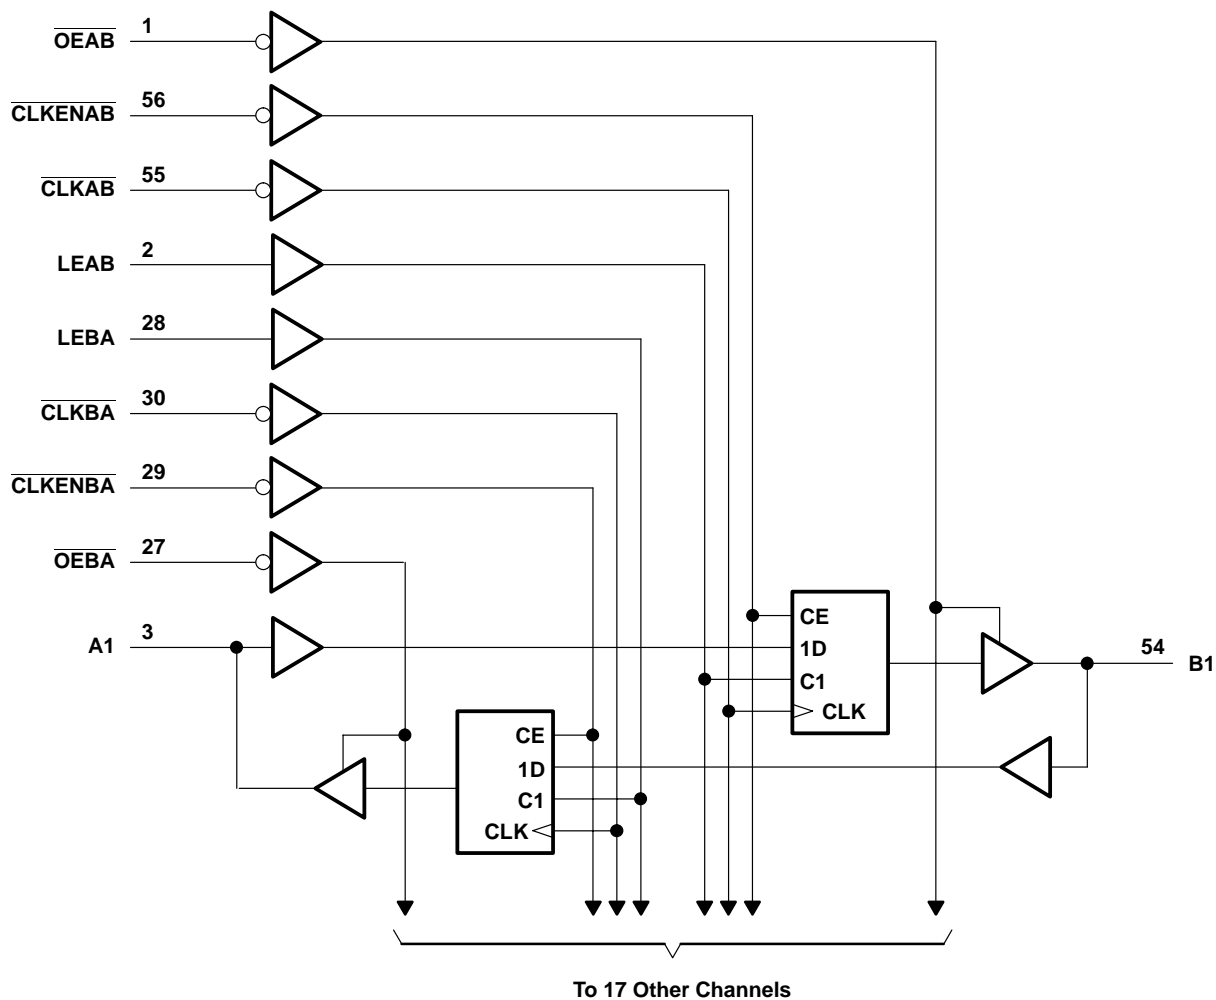 OEAB 1
CLKENAB 56
CLKAB 55
LEAB 2
LEBA 28
CLKBA 30
CLKENBA 29
OEBA 27
A1 3
CE
1D
C1
CLK
54 B1
CE
1D
C1
CLK
To 17 Other Channels